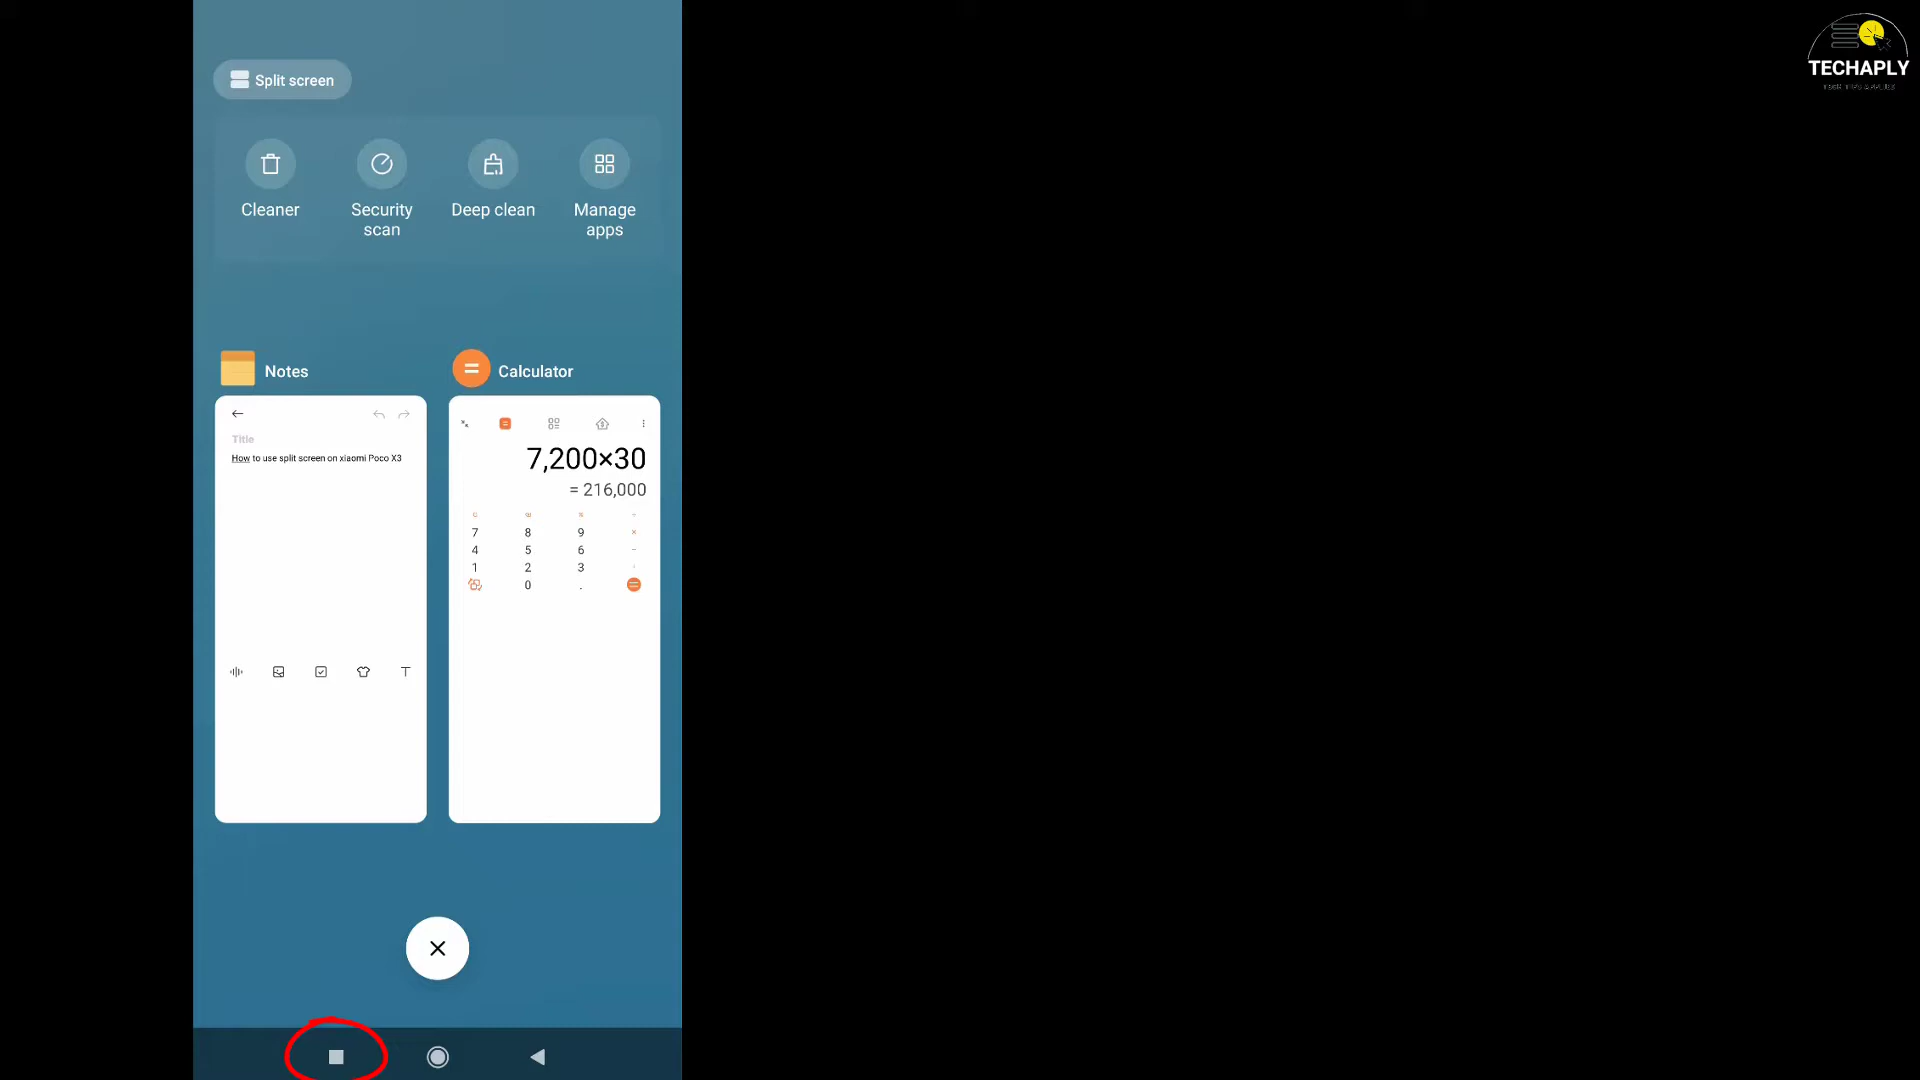 Split screen
Cleaner
Security
scan
Deep clean
Manage
apps
Notes
Calculator
Title
How to use split screen on xiaomi Poco X3
7,200×30
= 216,000
C % ÷
7 8 9 ×
4 5 6 −
1 2 3 +
0 .
TECHAPLY